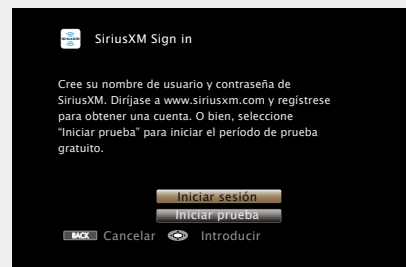 SiriusXM Sign in
Cree su nombre de usuario y contraseña de
SiriusXM. Diríjase a www.siriusxm.com y regístrese
para obtener una cuenta. O bien, seleccione
“Iniciar prueba” para iniciar el período de prueba
gratuito.
Iniciar sesión
Iniciar prueba
BACK Cancelar Introducir